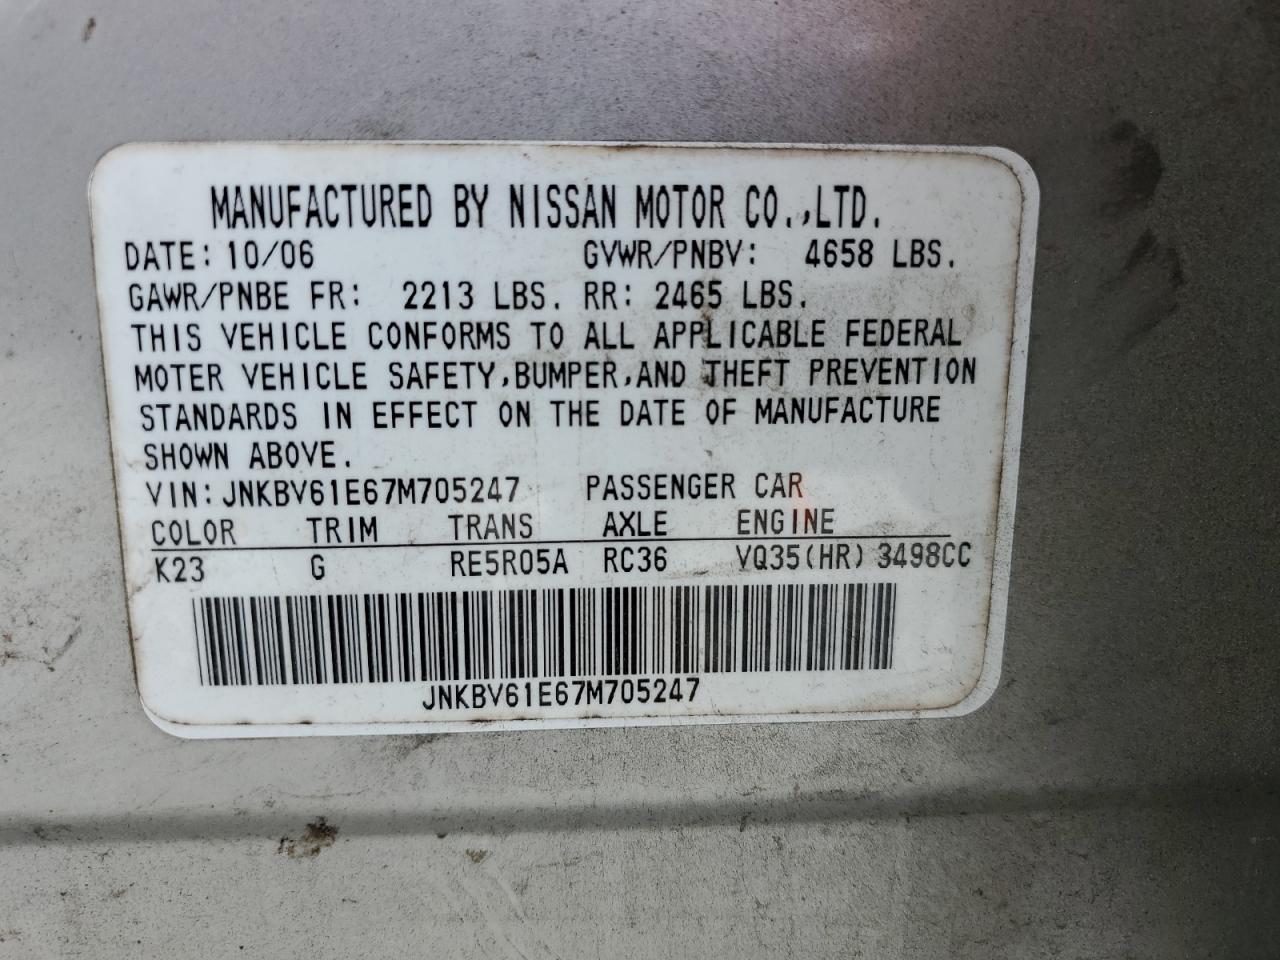 MANUFACTURED BY NISSAN MOTOR CO.,LTD.
DATE: 10/06 GVWR/PNBV: 4658 LBS.
GAWR/PNBE FR: 2213 LBS. RR: 2465 LBS.
THIS VEHICLE CONFORMS TO ALL APPLICABLE FEDERAL
MOTER VEHICLE SAFETY,BUMPER,AND THEFT PREVENTION
STANDARDS IN EFFECT ON THE DATE OF MANUFACTURE
SHOWN ABOVE.
VIN: JNKBV61E67M705247 PASSENGER CAR
COLOR TRIM TRANS AXLE ENGINE
K23 G RE5R05A RC36 VQ35(HR) 3498CC
JNKBV61E67M705247